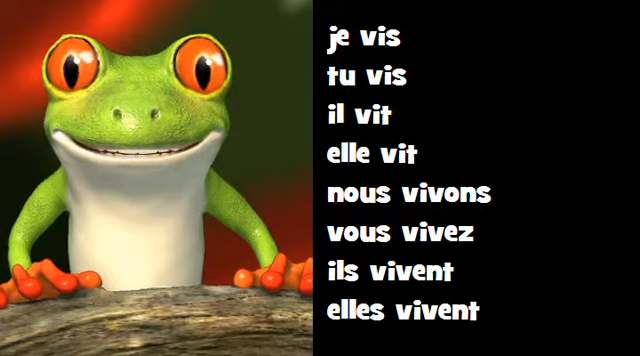 je vis
tu vis
il vit
elle vit
nous vivons
vous vivez
ils vivent
elles vivent